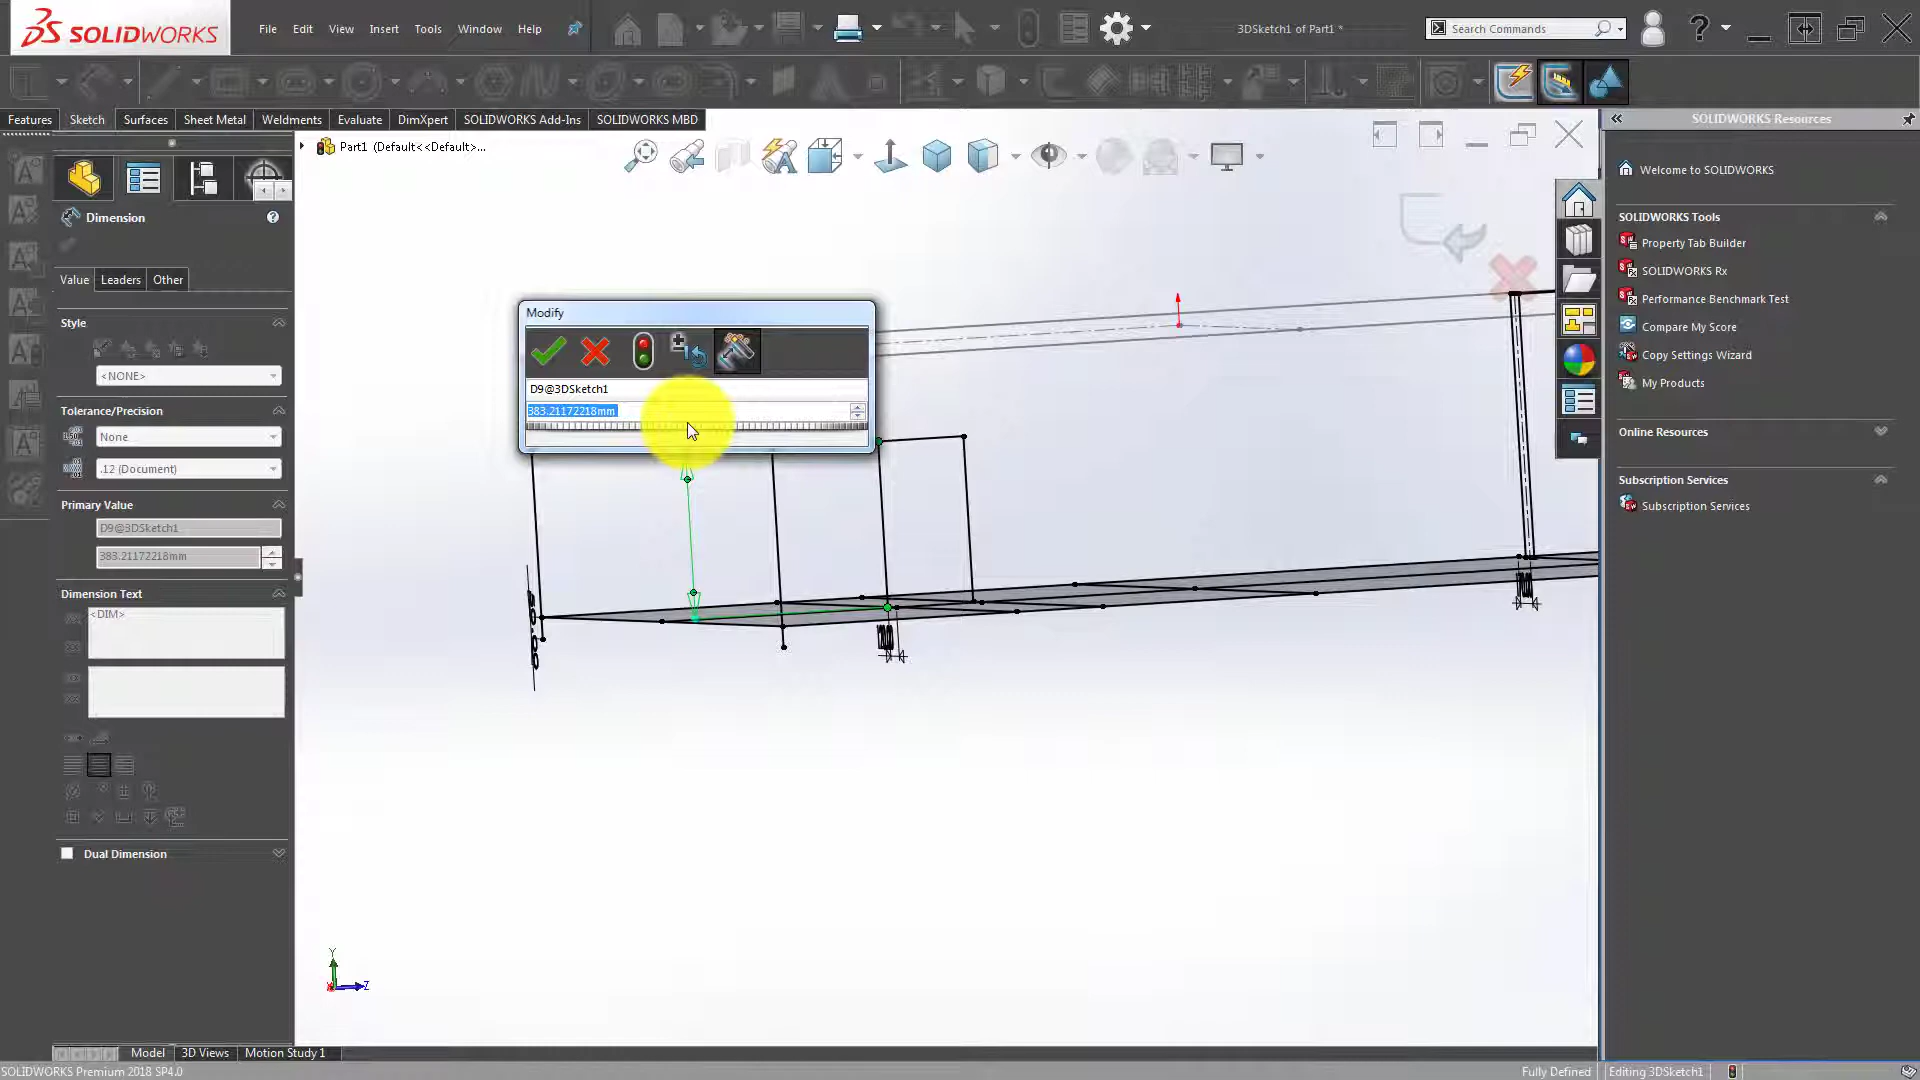 SOLIDWORKS
File Edit View Insert Tools Window Help
3DSketch1 of Part1 *
Search Commands
Features Sketch Surfaces Sheet Metal Weldments Evaluate DimXpert SOLIDWORKS Add-Ins SOLIDWORKS MBD
SOLIDWORKS Resources
Part1 (Default<<Default>...
Dimension
Value Leaders Other
Style
<NONE>
Tolerance/Precision
None
.12 (Document)
Primary Value
D9@3DSketch1
383.21172218mm
Dimension Text
<DIM>
Dual Dimension
Modify
D9@3DSketch1
383.21172218mm
Y
Z
Welcome to SOLIDWORKS
SOLIDWORKS Tools
Property Tab Builder
SOLIDWORKS Rx
Performance Benchmark Test
Compare My Score
Copy Settings Wizard
My Products
Online Resources
Subscription Services
Subscription Services
Model 3D Views Motion Study 1
SOLIDWORKS Premium 2018 SP4.0
Fully Defined Editing 3DSketch1